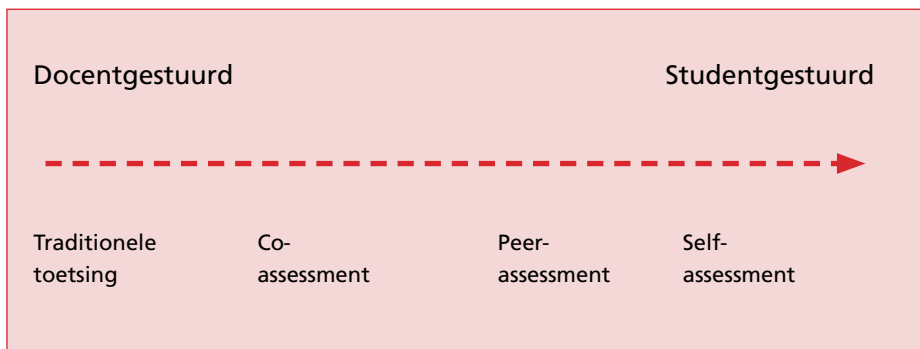 Docentgestuurd Studentgestuurd
Traditionele Co- Peer- Self-
toetsing assessment assessment assessment